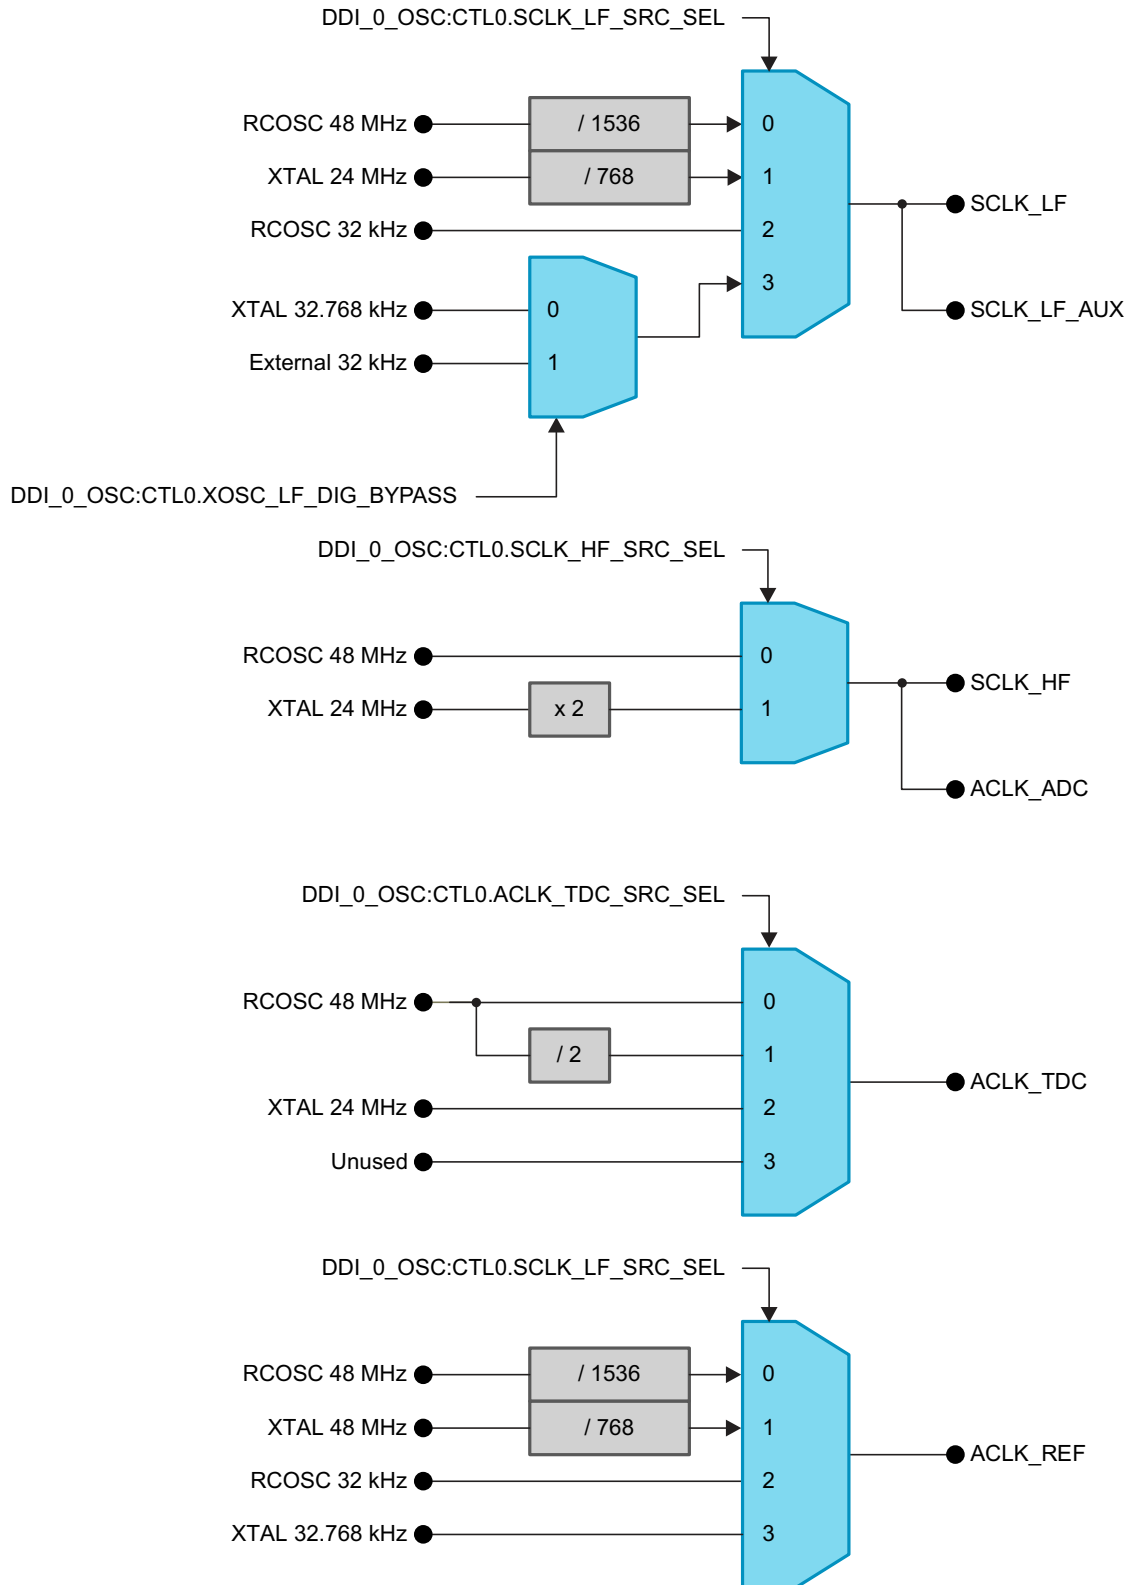 DDI_0_OSC:CTL0.SCLK_LF_SRC_SEL
RCOSC 48 MHz
/ 1536
0
XTAL 24 MHz
/ 768
1
RCOSC 32 kHz
2
SCLK_LF
3
XTAL 32.768 kHz
0
SCLK_LF_AUX
External 32 kHz
1
DDI_0_OSC:CTL0.XOSC_LF_DIG_BYPASS
DDI_0_OSC:CTL0.SCLK_HF_SRC_SEL
RCOSC 48 MHz
0
SCLK_HF
XTAL 24 MHz
x 2
1
ACLK_ADC
DDI_0_OSC:CTL0.ACLK_TDC_SRC_SEL
RCOSC 48 MHz
0
/ 2
1
ACLK_TDC
XTAL 24 MHz
2
Unused
3
DDI_0_OSC:CTL0.SCLK_LF_SRC_SEL
RCOSC 48 MHz
/ 1536
0
XTAL 48 MHz
/ 768
1
ACLK_REF
RCOSC 32 kHz
2
XTAL 32.768 kHz
3